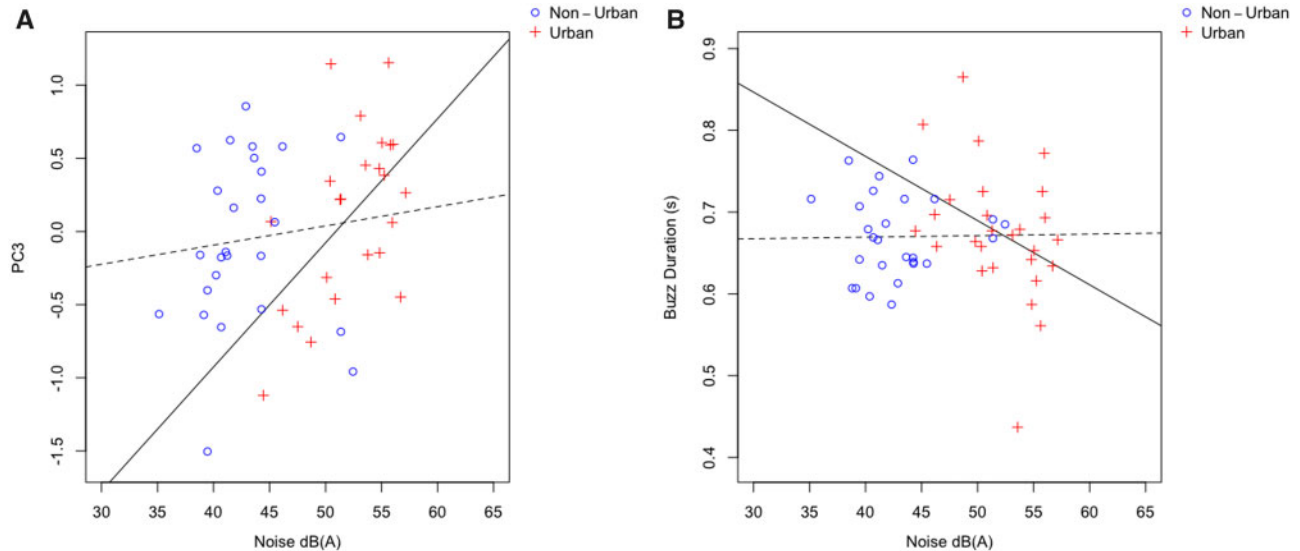 A
Non – Urban
Urban
PC3
1.0
0.5
0.0
-0.5
-1.0
-1.5
30 35 40 45 50 55 60 65
Noise dB(A)
B
Non – Urban
Urban
Buzz Duration (s)
0.9
0.8
0.7
0.6
0.5
0.4
30 35 40 45 50 55 60 65
Noise dB(A)